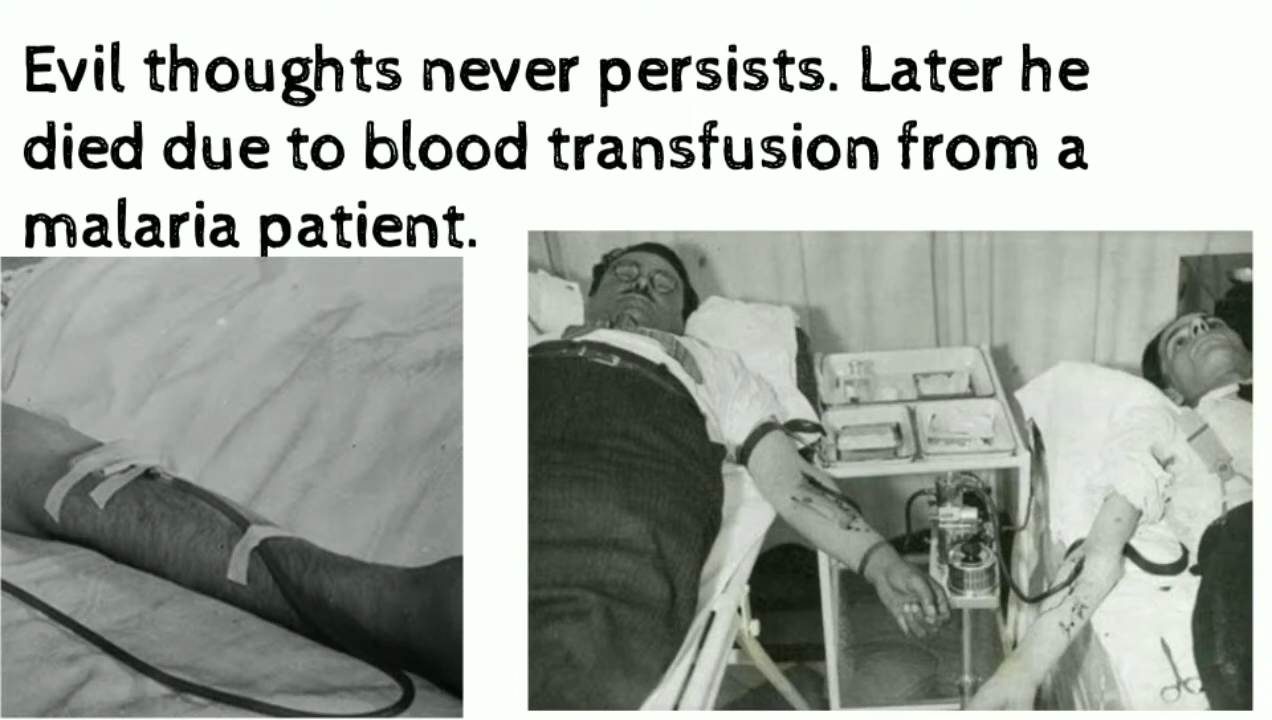 Evil thoughts never persists. Later he
died due to blood transfusion from a
malaria patient.